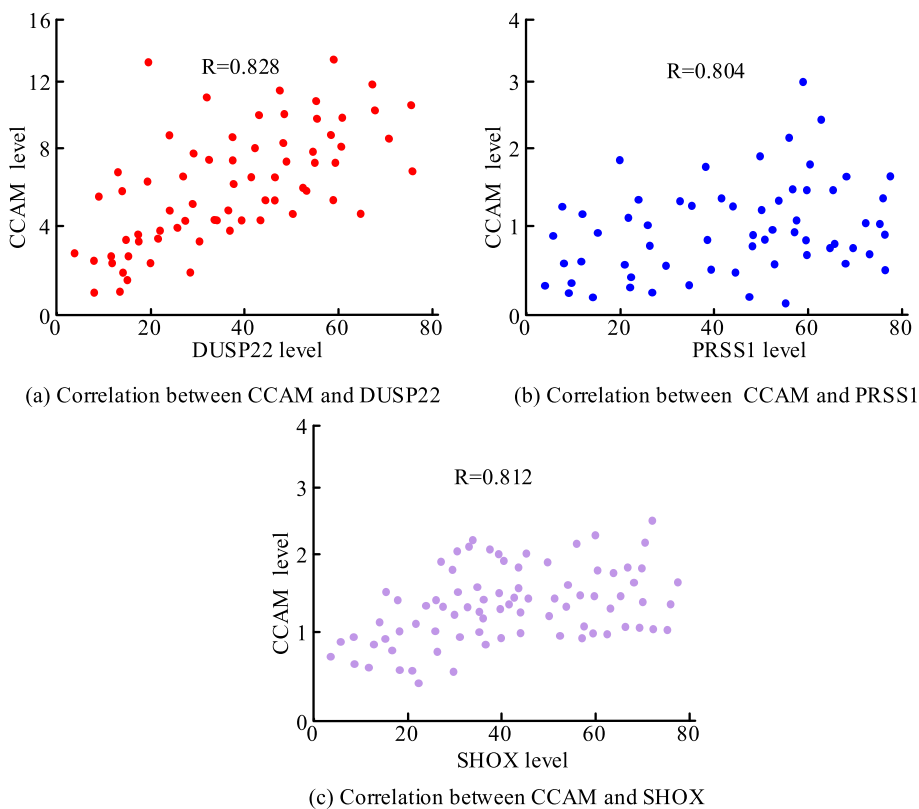 16
12
8
4
0
CCAM level
R=0.828
0 20 40 60 80
DUSP22 level
(a) Correlation between CCAM and DUSP22
4
3
2
1
0
CCAM level
R=0.804
0 20 40 60 80
PRSS1 level
(b) Correlation between CCAM and PRSS1
4
3
2
1
0
CCAM level
R=0.812
0 20 40 60 80
SHOX level
(c) Correlation between CCAM and SHOX